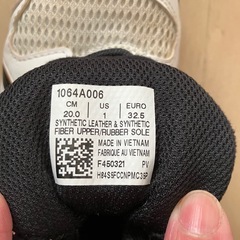 1064A006
CM US EURO
20.0 1 32.5
SYNTHETIC LEATHER & SYNTHETIC
FIBER UPPER/RUBBER SOLE
MADE IN VIETNAM
FABRIQUE AU VIETNAM
F450321 PV